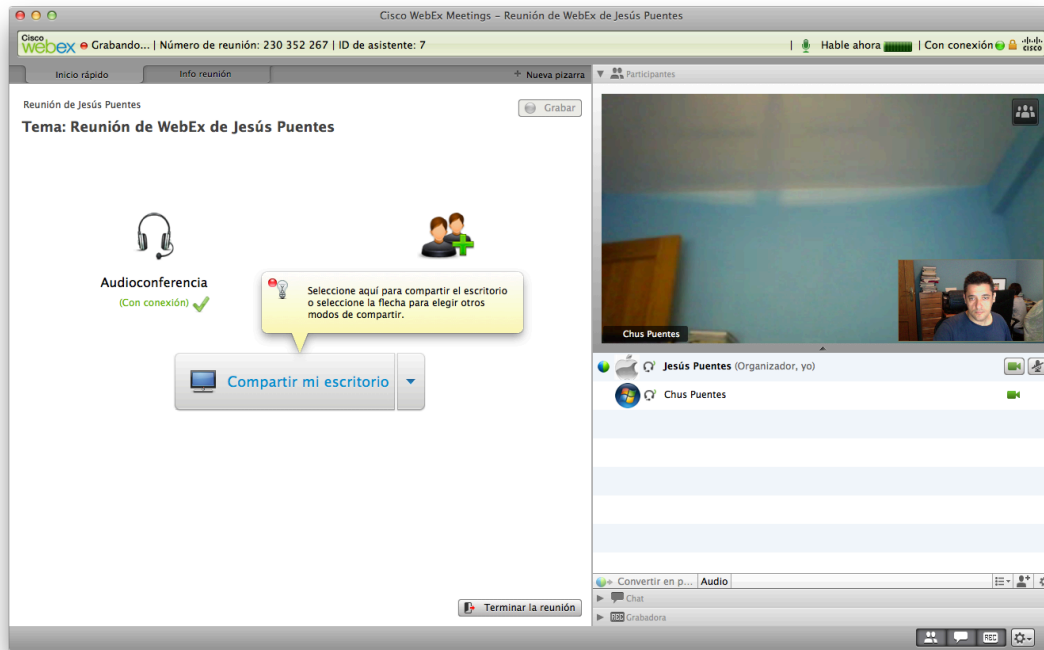 Cisco WebEx Meetings – Reunión de WebEx de Jesús Puentes
Cisco webex Grabando... | Número de reunión: 230 352 267 | ID de asistente: 7
| Hable ahora | Con conexión CISCO
Inicio rápido
Info reunión
+ Nueva pizarra
Participantes
Reunión de Jesús Puentes
Grabar
Tema: Reunión de WebEx de Jesús Puentes
Audioconferencia
(Con conexión)
Seleccione aquí para compartir el escritorio
o seleccione la flecha para elegir otros
modos de compartir.
Compartir mi escritorio
Chus Puentes
Jesús Puentes (Organizador, yo)
Chus Puentes
Convertir en p... Audio
Chat
Terminar la reunión
REC Grabadora
REC